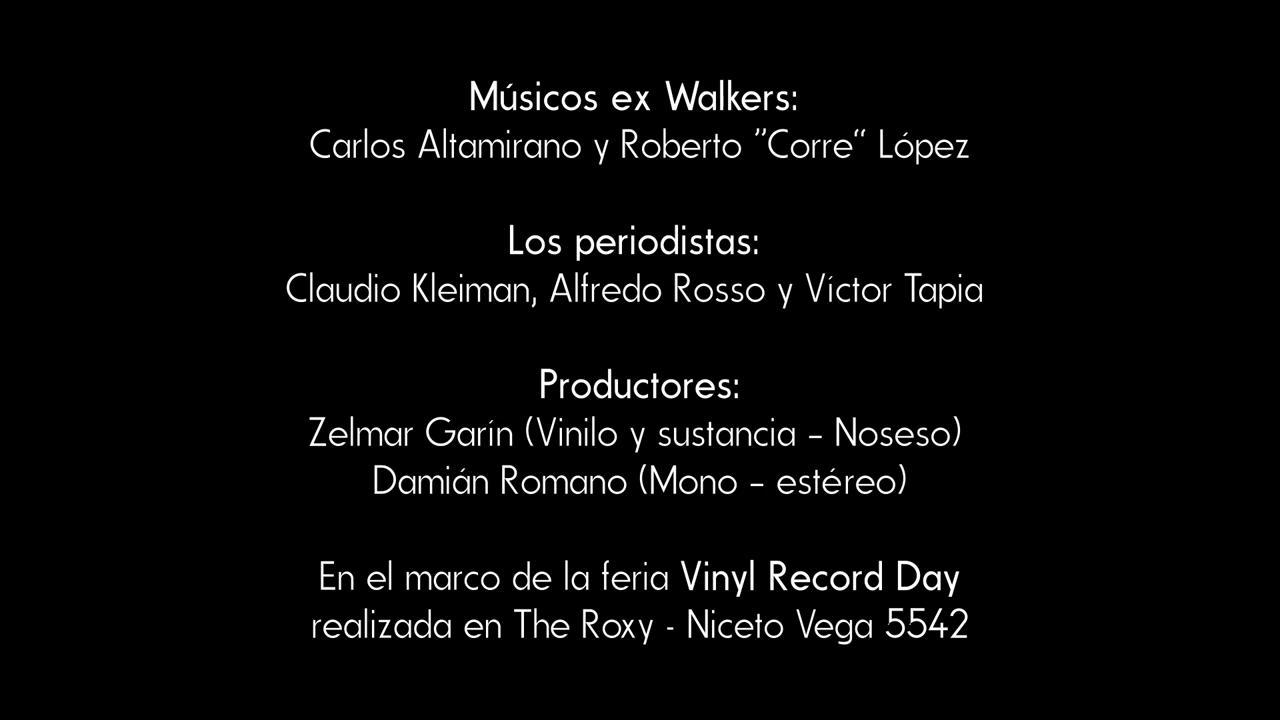 Músicos ex Walkers:
Carlos Altamirano y Roberto ”Corre“ López
Los periodistas:
Claudio Kleiman, Alfredo Rosso y Víctor Tapia
Productores:
Zelmar Garín (Vinilo y sustancia – Noseso)
Damián Romano (Mono – estéreo)
En el marco de la feria Vinyl Record Day
realizada en The Roxy - Niceto Vega 5542